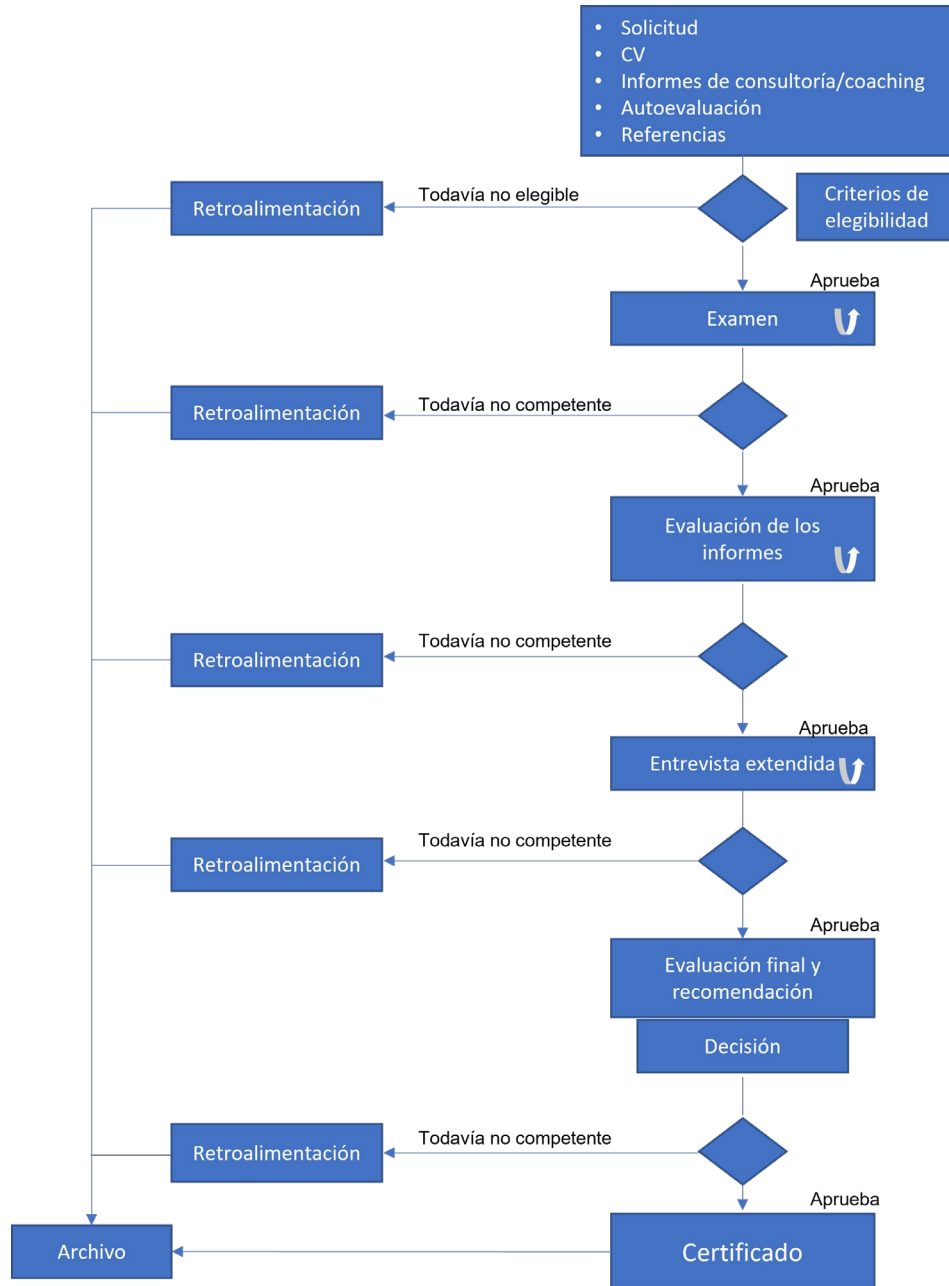 • Solicitud
• CV
• Informes de consultoría/coaching
• Autoevaluación
• Referencias
Retroalimentación
Todavía no elegible
Criterios de
elegibilidad
Aprueba
Examen
Retroalimentación
Todavía no competente
Aprueba
Evaluación de los
informes
Retroalimentación
Todavía no competente
Aprueba
Entrevista extendida
Retroalimentación
Todavía no competente
Aprueba
Evaluación final y
recomendación
Decisión
Retroalimentación
Todavía no competente
Aprueba
Archivo
Certificado